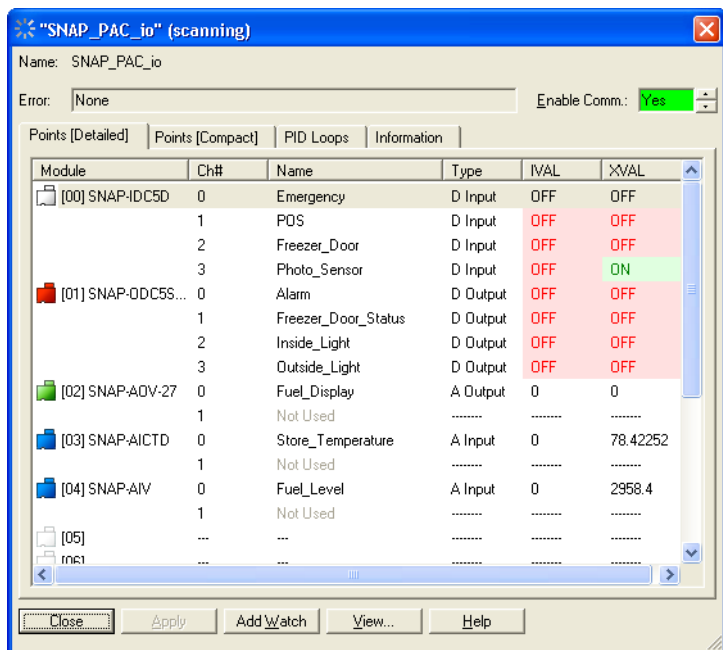 "SNAP_PAC_io" (scanning)
Name: SNAP_PAC_io
Error: None Enable Comm.: Yes
Points [Detailed] Points [Compact] PID Loops Information
Module Ch# Name Type IVAL XVAL
[00] SNAP-IDC5D 0 Emergency D Input OFF OFF
1 POS D Input OFF OFF
2 Freezer_Door D Input OFF OFF
3 Photo_Sensor D Input OFF ON
[01] SNAP-ODC5S... 0 Alarm D Output OFF OFF
1 Freezer_Door_Status D Output OFF OFF
2 Inside_Light D Output OFF OFF
3 Outside_Light D Output OFF OFF
[02] SNAP-AOV-27 0 Fuel_Display A Output 0 0
1 Not Used -------- -------- --------
[03] SNAP-AICTD 0 Store_Temperature A Input 0 78.42252
1 Not Used -------- -------- --------
[04] SNAP-AIV 0 Fuel_Level A Input 0 2958.4
1 Not Used -------- -------- --------
[05] --- --- -------- -------- --------
[06] --- --- -------- -------- --------
Close Apply Add Watch View... Help